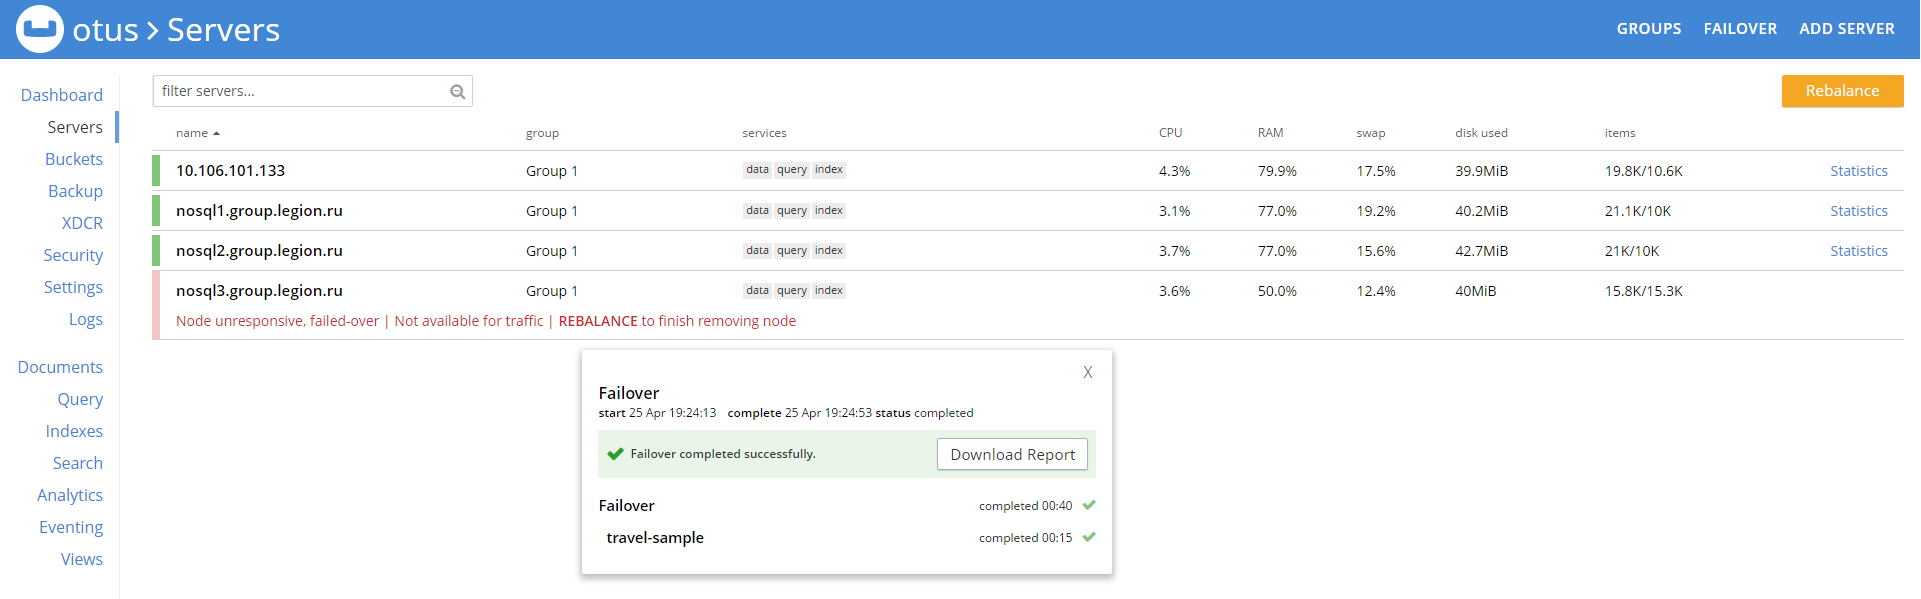 otus > Servers
GROUPS FAILOVER ADD SERVER
Dashboard
Servers
Buckets
Backup
XDCR
Security
Settings
Logs
Documents
Query
Indexes
Search
Analytics
Eventing
Views
filter servers...
Rebalance
name group services CPU RAM swap disk used items
10.106.101.133 Group 1 data query index 4.3% 79.9% 17.5% 39.9MiB 19.8K/10.6K Statistics
nosql1.group.legion.ru Group 1 data query index 3.1% 77.0% 19.2% 40.2MiB 21.1K/10K Statistics
nosql2.group.legion.ru Group 1 data query index 3.7% 77.0% 15.6% 42.7MiB 21K/10K Statistics
nosql3.group.legion.ru Group 1 data query index 3.6% 50.0% 12.4% 40MiB 15.8K/15.3K
Node unresponsive, failed-over | Not available for traffic | REBALANCE to finish removing node
X
Failover
start 25 Apr 19:24:13 complete 25 Apr 19:24:53 status completed
Failover completed successfully. Download Report
Failover completed 00:40
travel-sample completed 00:15